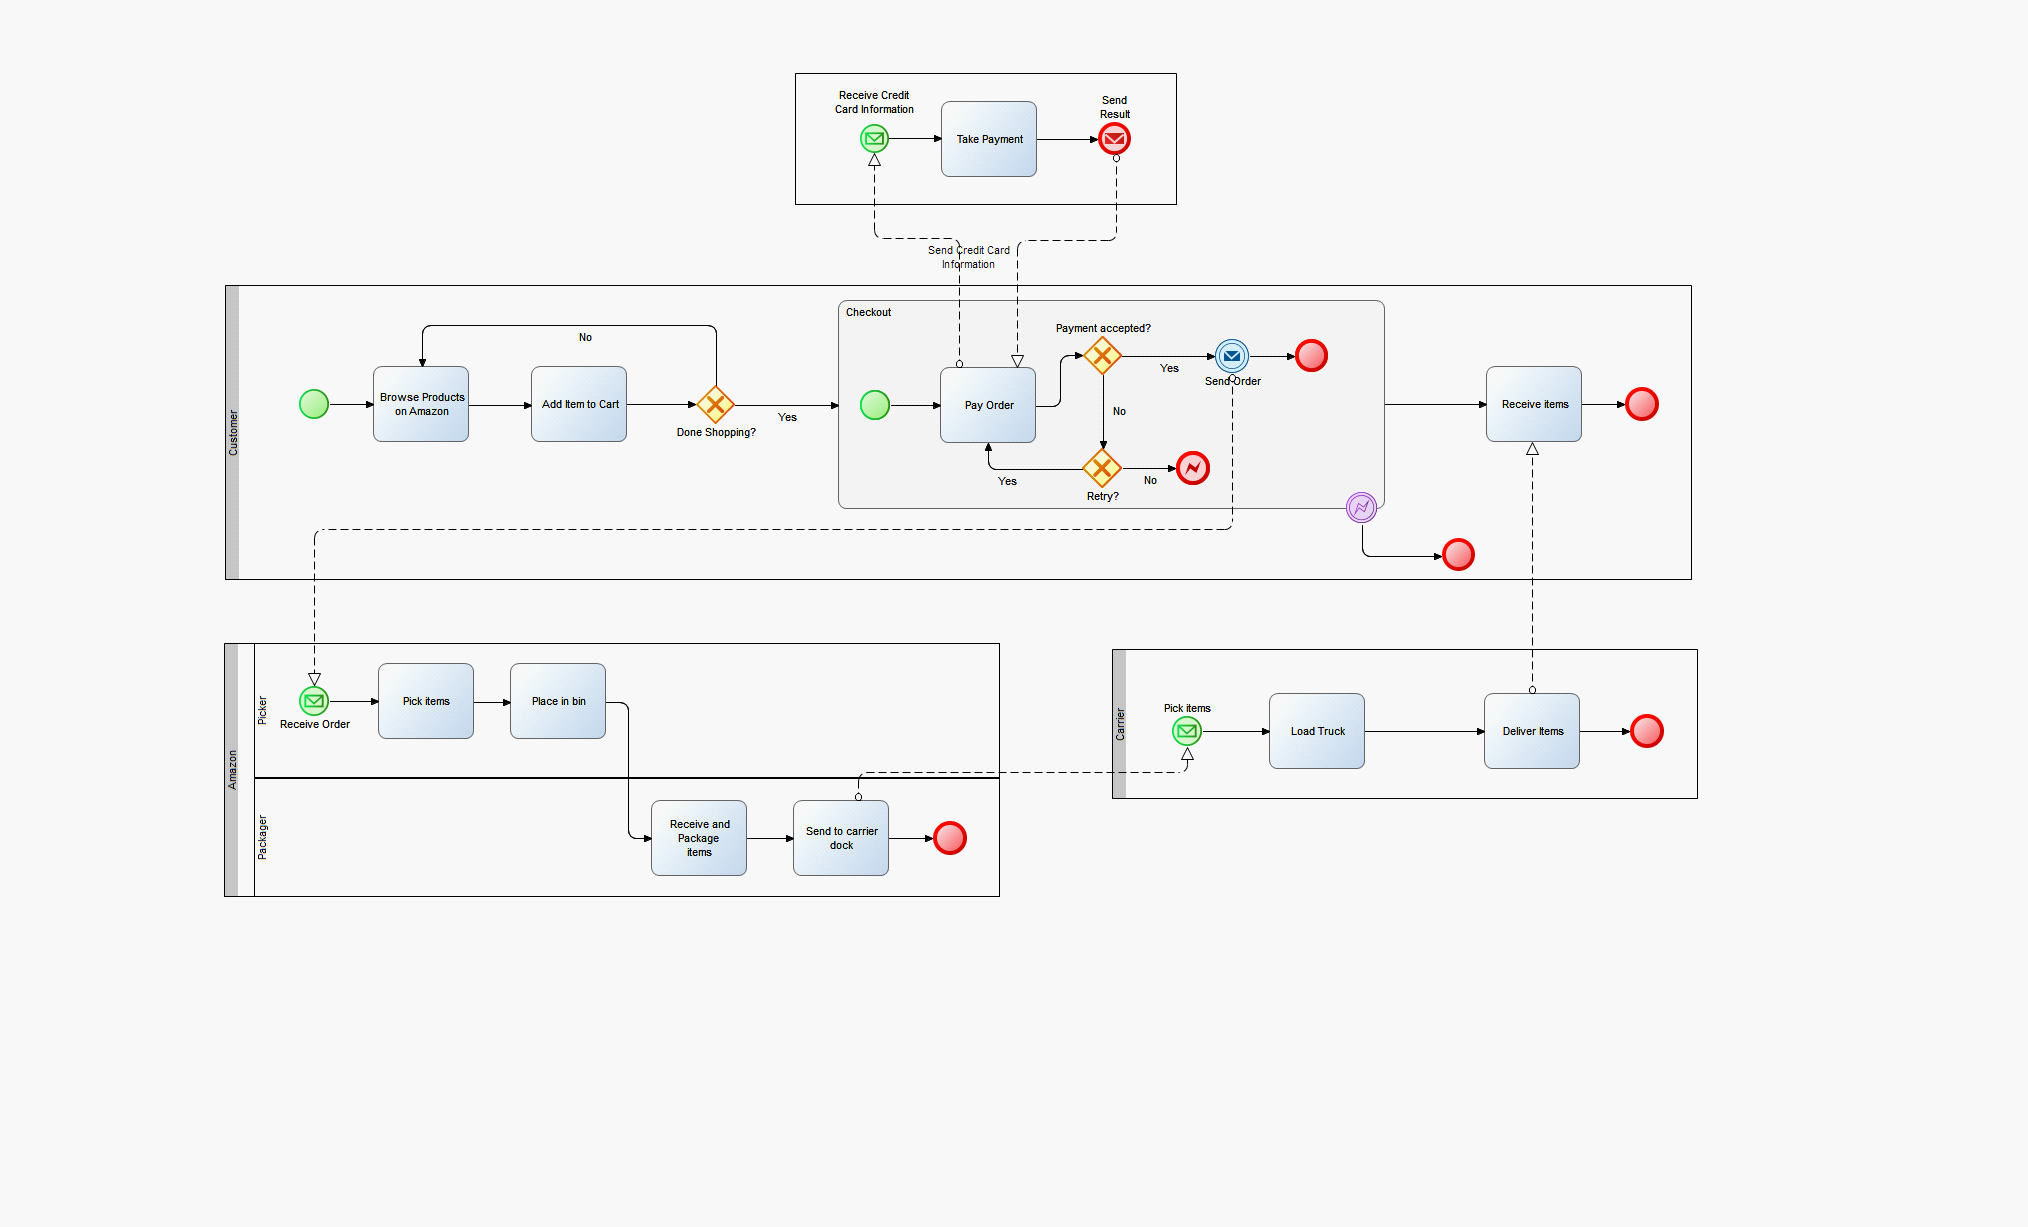 Receive Credit
Card Information
Take Payment
Send
Result
Send Credit Card
Information
Customer
Browse Products
on Amazon
Add Item to Cart
No
Done Shopping?
Yes
Checkout
Pay Order
Payment accepted?
Yes
Send Order
No
Yes
Retry?
No
Receive items
Amazon
Picker
Receive Order
Pick items
Place in bin
Packager
Receive and
Package
items
Send to carrier
dock
Carrier
Pick items
Load Truck
Deliver Items